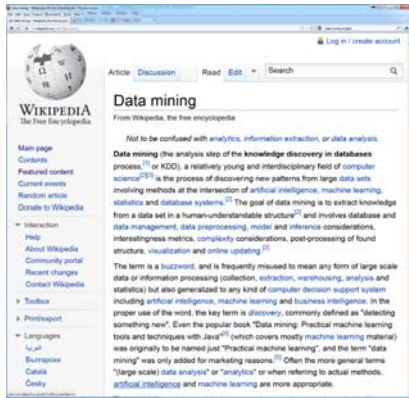 Log in / create account
Article Discussion Read Edit Search
WIKIPEDIA
The Free Encyclopedia
Main page
Contents
Featured content
Current events
Random article
Donate to Wikipedia
Interaction
Help
About Wikipedia
Community portal
Recent changes
Contact Wikipedia
Toolbox
Print/export
Languages
العربية
Български
Català
Česky
Data mining
From Wikipedia, the free encyclopedia
Not to be confused with analytics, information extraction, or data analysis.
Data mining (the analysis step of the knowledge discovery in databases
process,[1] or KDD), a relatively young and interdisciplinary field of computer
science[2][3] is the process of discovering new patterns from large data sets
involving methods at the intersection of artificial intelligence, machine learning,
statistics and database systems.[2] The goal of data mining is to extract knowledge
from a data set in a human-understandable structure[2] and involves database and
data management, data preprocessing, model and inference considerations,
interestingness metrics, complexity considerations, post-processing of found
structure, visualization and online updating.[2]
The term is a buzzword, and is frequently misused to mean any form of large scale
data or information processing (collection, extraction, warehousing, analysis and
statistics) but also generalized to any kind of computer decision support system
including artificial intelligence, machine learning and business intelligence. In the
proper use of the word, the key term is discovery, commonly defined as "detecting
something new". Even the popular book "Data mining: Practical machine learning
tools and techniques with Java"[4] (which covers mostly machine learning material)
was originally to be named just "Practical machine learning", and the term "data
mining" was only added for marketing reasons.[5] Often the more general terms
"(large scale) data analysis" or "analytics" or when referring to actual methods,
artificial intelligence and machine learning are more appropriate.